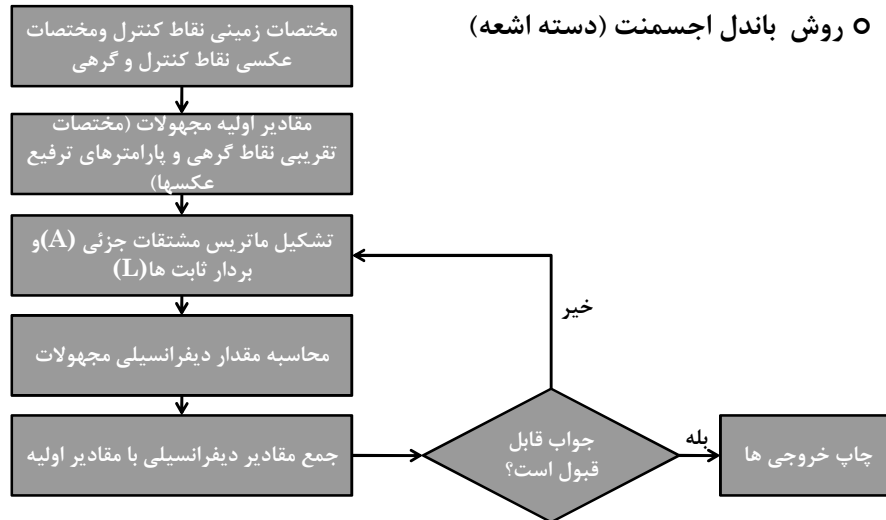 o روش باندل اجسمنت (دسته اشعه)
مختصات زمینی نقاط کنترل ومختصات
عکسی نقاط کنترل و گرهی
مقادیر اولیه مجهولات (مختصات
تقریبی نقاط گرهی و پارامترهای ترفیع
عکسها)
تشکیل ماتریس مشتقات جزئی (A)و
بردار ثابت ها(L)
محاسبه مقدار دیفرانسیلی مجهولات
جمع مقادیر دیفرانسیلی با مقادیر اولیه
جواب قابل
قبول است؟
خیر
بله
چاپ خروجی ها